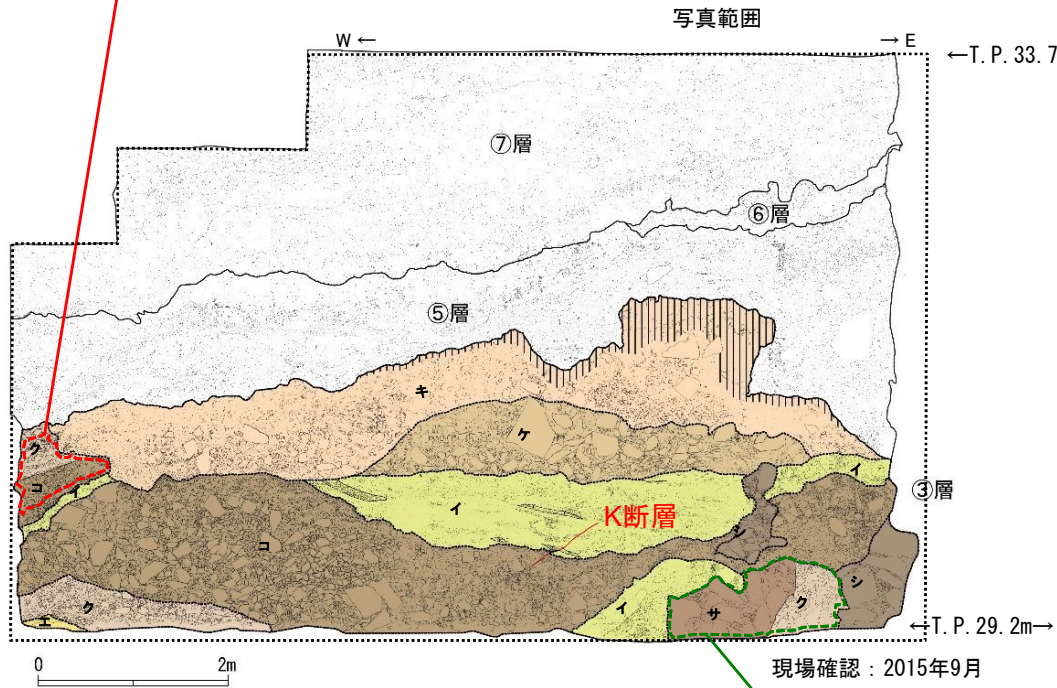 写真範囲
W ←
→ E
←T.P.33.7
⑦層
⑥層
⑤層
キ
ケ
ク
コ
イ
イ
イ
③層
K断層
コ
シ
シ
イ
サ
ク
ク
エ
←T.P.29.2m→
0 2m
現場確認：2015年9月